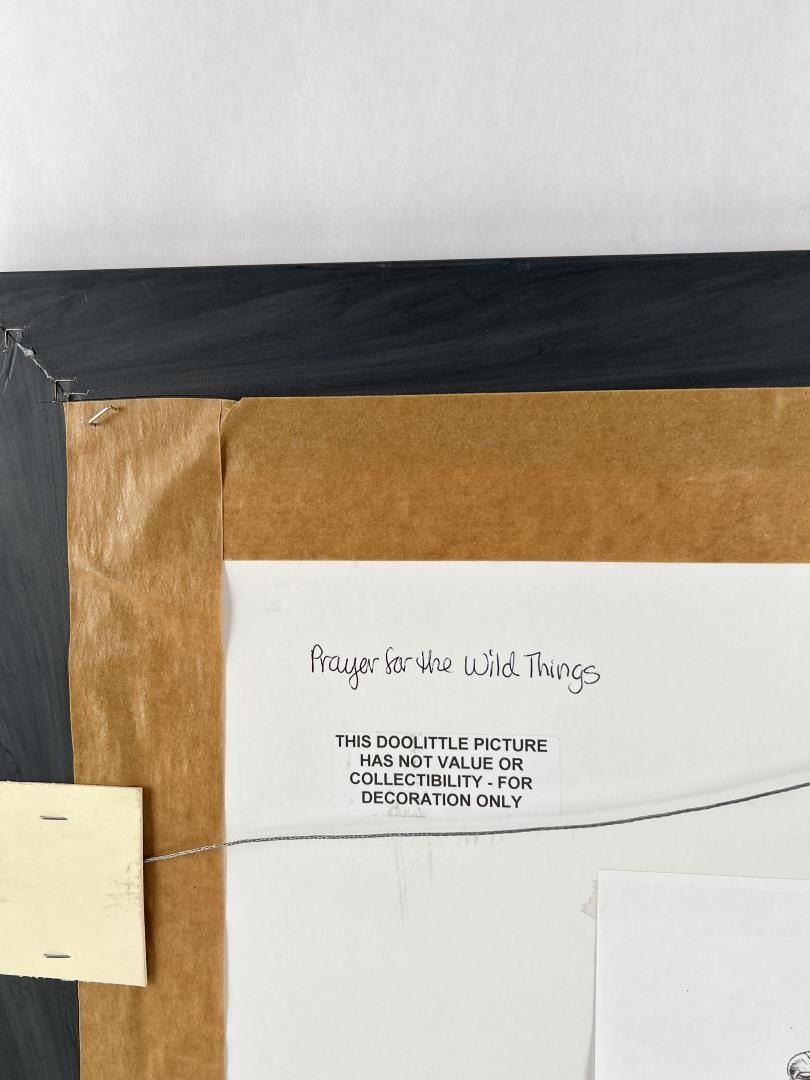 Prayer for the Wild Things
THIS DOOLITTLE PICTURE
HAS NOT VALUE OR
COLLECTIBILITY - FOR
DECORATION ONLY